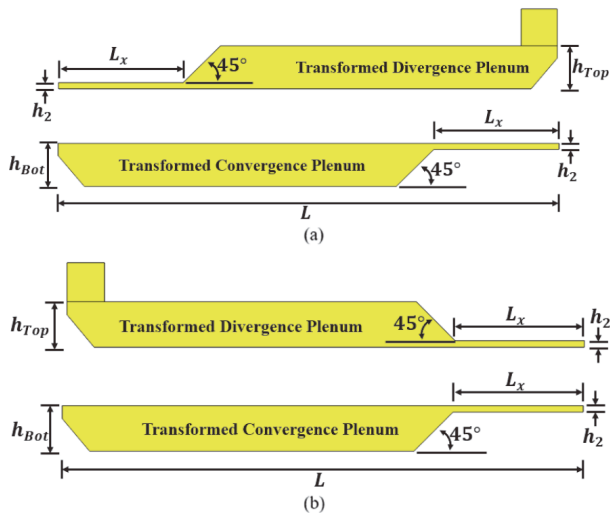 L_x
45°
Transformed Divergence Plenum
h_Top
h_2
L_x
h_Bot
Transformed Convergence Plenum
45°
h_2
L
(a)
h_Top
Transformed Divergence Plenum
45°
L_x
h_2
L_x
h_Bot
Transformed Convergence Plenum
45°
h_2
L
(b)